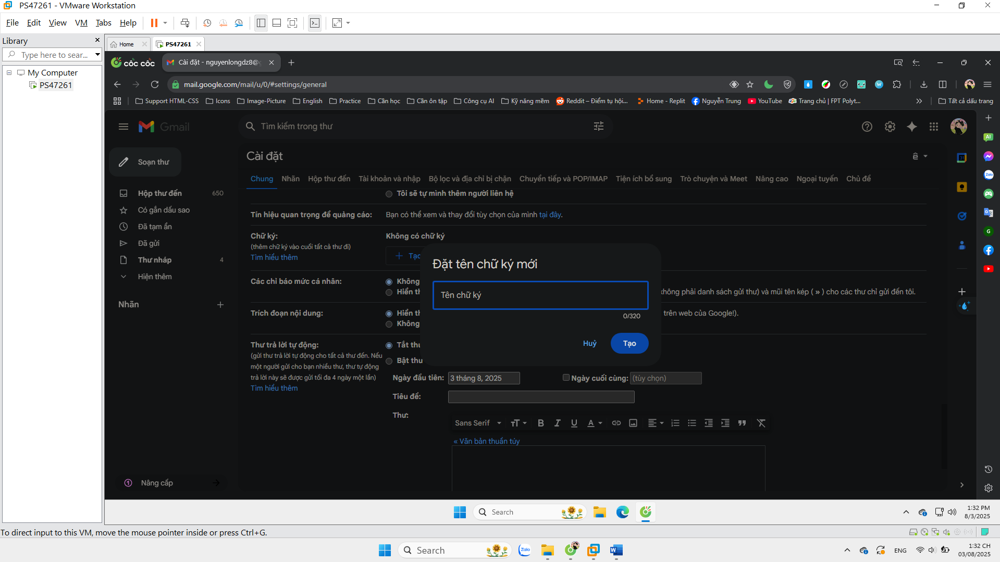 PS47261 - VMware Workstation
File Edit View VM Tabs Help
Library
Type here to sear...
My Computer
PS47261
Home
PS47261
cốc cốc
Cài đặt - nguyenlongdz8@g
mail.google.com/mail/u/0/#settings/general
Support HTML-CSS Icons Image-Picture English Practice Cần học Cần ôn tập Công cụ AI Kỹ năng mềm Reddit – Điểm tụ hội... Home - Replit Nguyễn Trung YouTube Trang chủ | FPT Polyt... » Tất cả dấu trang
Gmail
Tìm kiếm trong thư
Soạn thư
Hộp thư đến 650
Có gắn dấu sao
Đã tạm ẩn
Đã gửi
Thư nháp 4
Hiện thêm
Nhãn
Nâng cấp
Cài đặt
ê
Chung Nhãn Hộp thư đến Tài khoản và nhập Bộ lọc và địa chỉ bị chặn Chuyển tiếp và POP/IMAP Tiện ích bổ sung Trò chuyện và Meet Nâng cao Ngoại tuyến Chủ đề
Tôi sẽ tự mình thêm người liên hệ
Tín hiệu quan trọng để quảng cáo: Bạn có thể xem và thay đổi tùy chọn của mình tại đây.
Chữ ký: Không có chữ ký
(thêm chữ ký vào cuối tất cả thư đi)
Tìm hiểu thêm
Tạo
Đặt tên chữ ký mới
Tên chữ ký
0/320
Huỷ Tạo
Các chỉ báo mức cá nhân: Không
Hiển th không phải danh sách gửi thư) và mũi tên kép ( » ) cho các thư chỉ gửi đến tôi.
Trích đoạn nội dung: Hiển th trên web của Google!).
Không
Thư trả lời tự động: Tắt thư
(gửi thư trả lời tự động cho tất cả thư đến. Nếu
một người gửi cho bạn nhiều thư, thư tự động
trả lời này sẽ được gửi tối đa 4 ngày một lần)
Tìm hiểu thêm
Bật thư
Ngày đầu tiên: 3 tháng 8, 2025 Ngày cuối cùng: (tùy chọn)
Tiêu đề:
Thư:
Sans Serif
« Văn bản thuần túy
Search
1:32 PM
8/3/2025
To direct input to this VM, move the mouse pointer inside or press Ctrl+G.
Search
Zalo
ENG
1:32 CH
03/08/2025